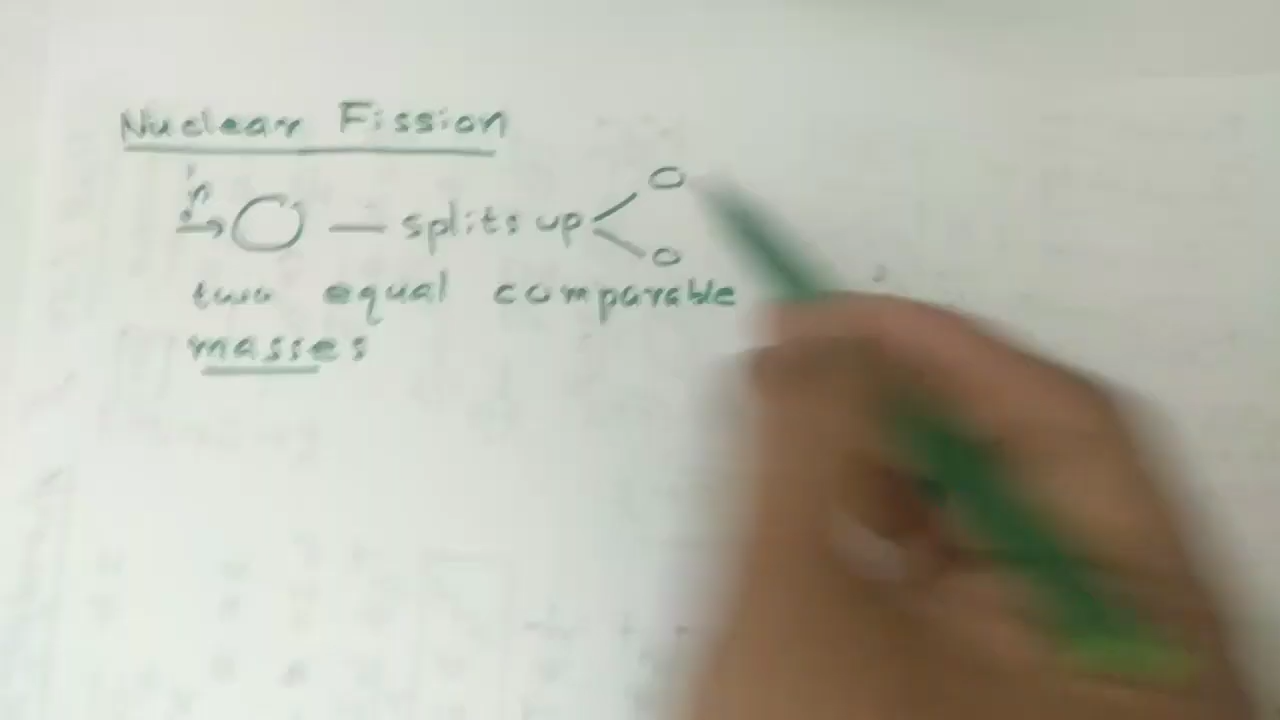 Nuclear Fission
n
splits up
two equal comparable
masses